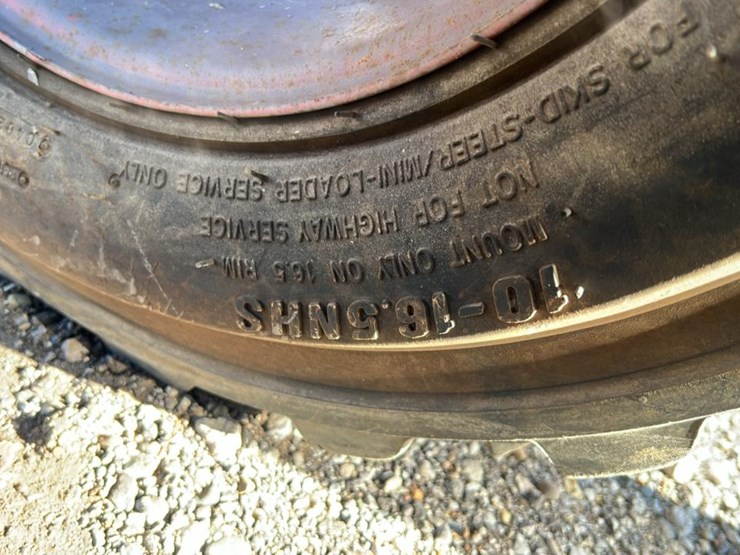 FOR SKID-STEER/MINI-LOADER SERVICE ONLY
NOT FOR HIGHWAY SERVICE
MOUNT ONLY ON 16.5 RIM
10-16.5NHS